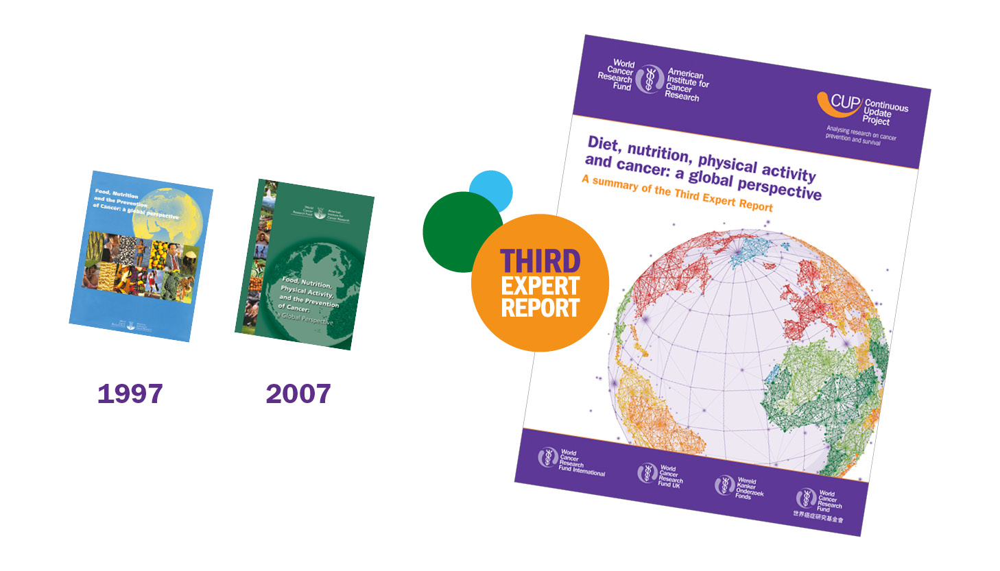 Food, Nutrition
and the Prevention
of Cancer: a global perspective
1997
World
Cancer
Research Fund
American
Institute for
Cancer Research
Food, Nutrition,
Physical Activity,
and the Prevention
of Cancer:
a Global Perspective
2007
THIRD
EXPERT
REPORT
World
Cancer
Research
Fund
American
Institute for
Cancer
Research
CUP
Continuous
Update
Project
Analysing research on cancer
prevention and survival
Diet, nutrition, physical activity
and cancer: a global perspective
A summary of the Third Expert Report
World
Cancer
Research
Fund International
World
Cancer
Research
Fund UK
Wereld
Kanker
Onderzoek
Fonds
World
Cancer
Research
Fund
世界癌症研究基金會